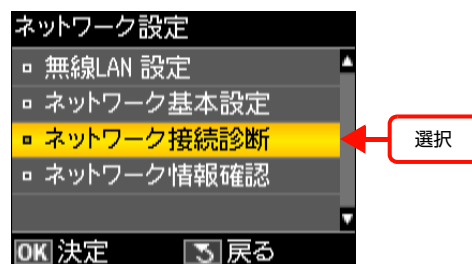 ネットワーク設定
無線LAN 設定
ネットワーク基本設定
ネットワーク接続診断
選択
ネットワーク情報確認
OK 決定 戻る